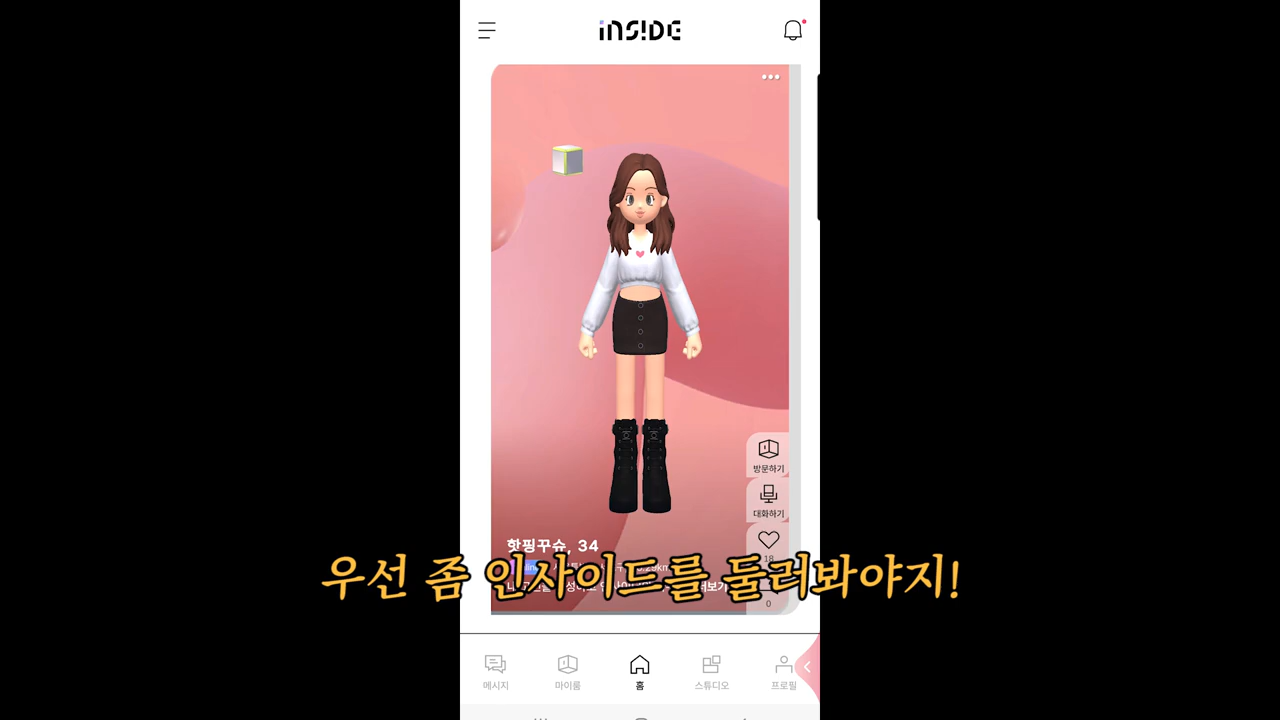 INSIDE
방문하기
대화하기
핫핑꾸슈, 34
18
우선 좀 인사이드를 둘러봐야지!
0
메시지
마이룸
홈
스튜디오
프로필